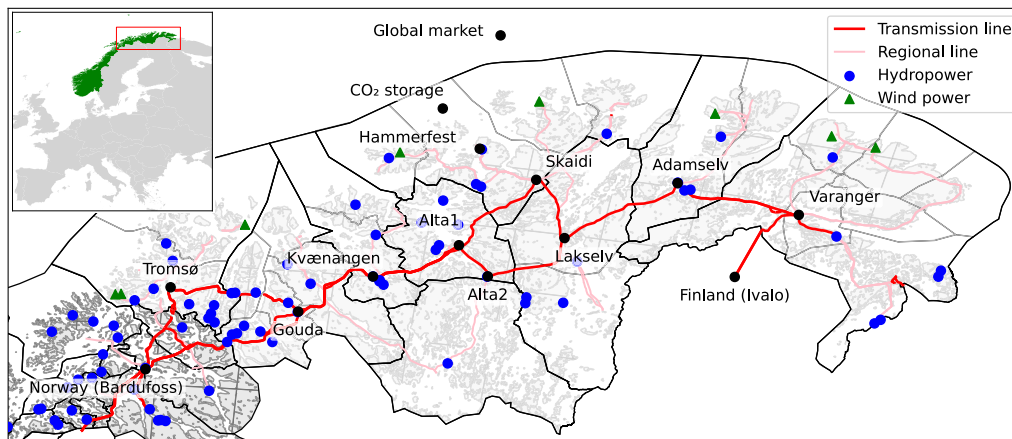 Global market
Transmission line
Regional line
Hydropower
Wind power
CO₂ storage
Hammerfest
Skaidi
Adamselv
Varanger
Alta1
Kvænangen
Lakselv
Tromsø
Alta2
Finland (Ivalo)
Gouda
Norway (Bardufoss)